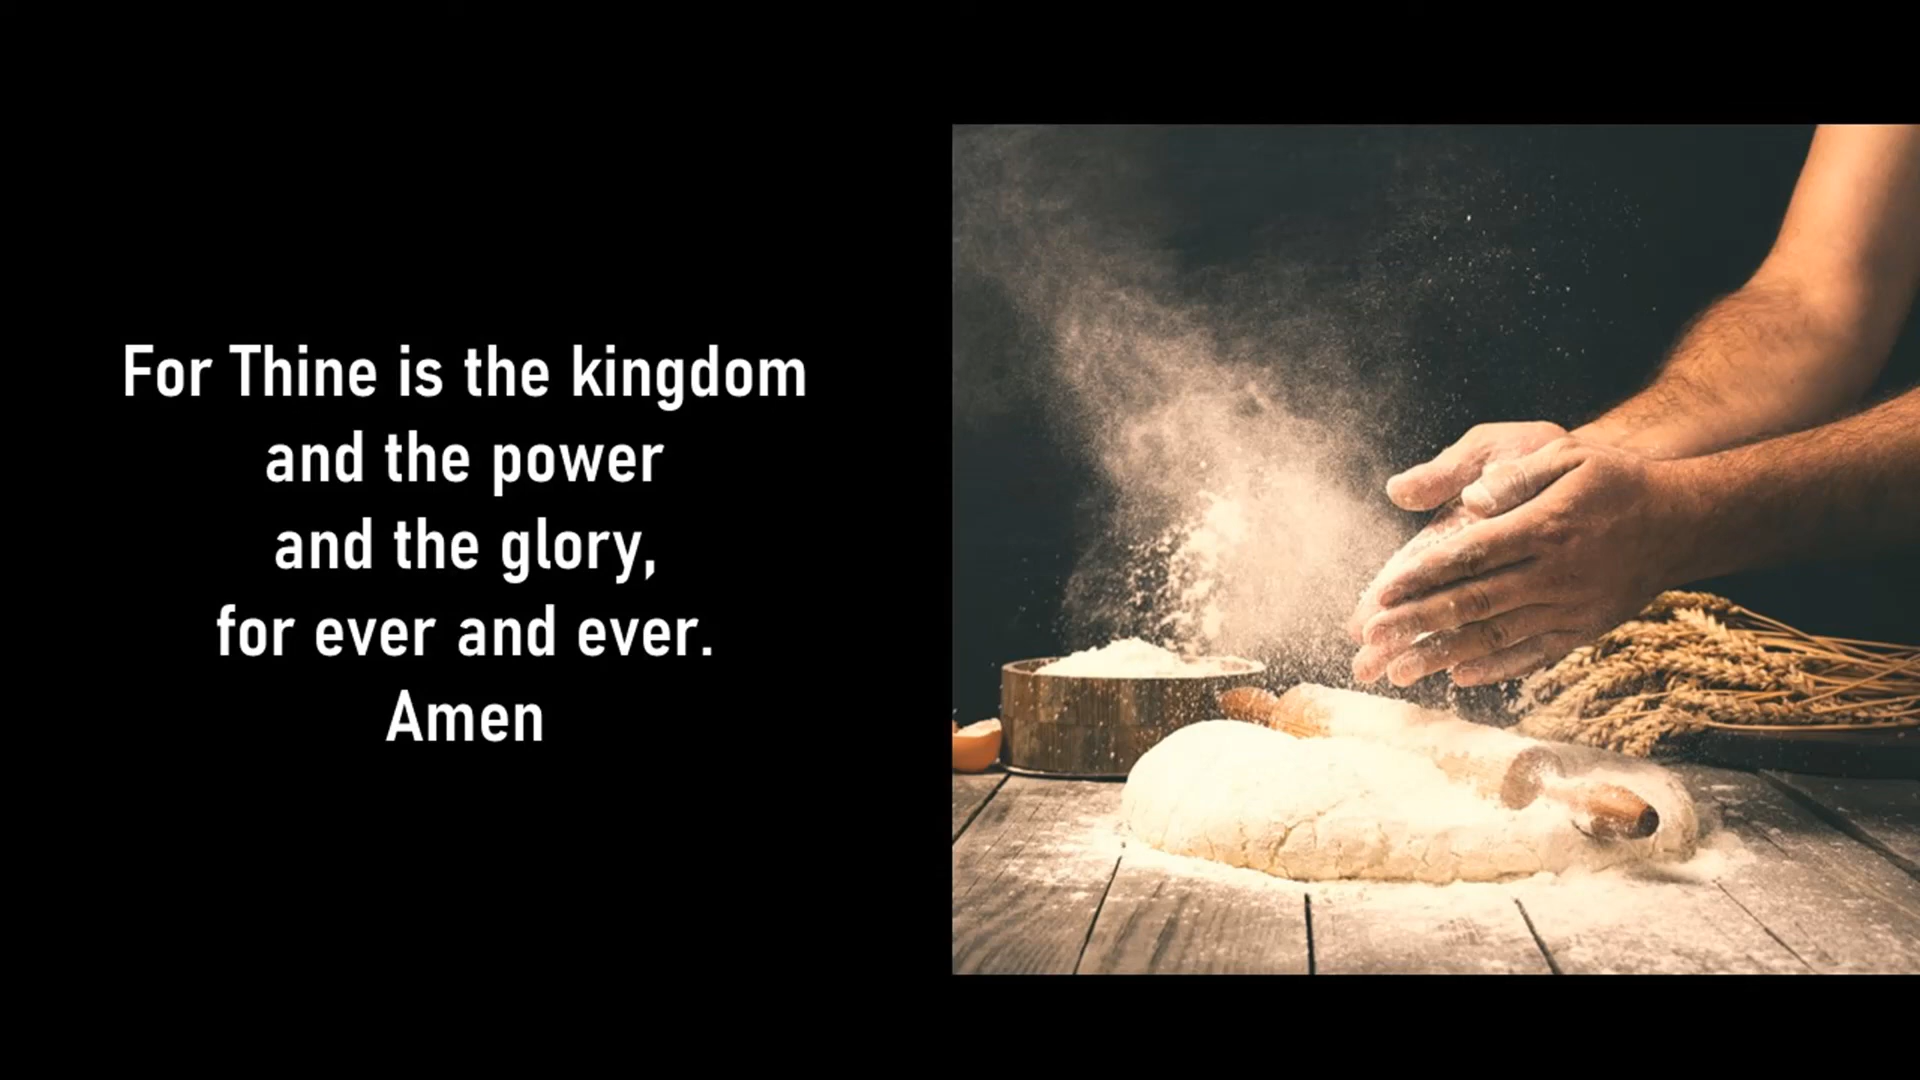 For Thine is the kingdom
and the power
and the glory,
for ever and ever.
Amen